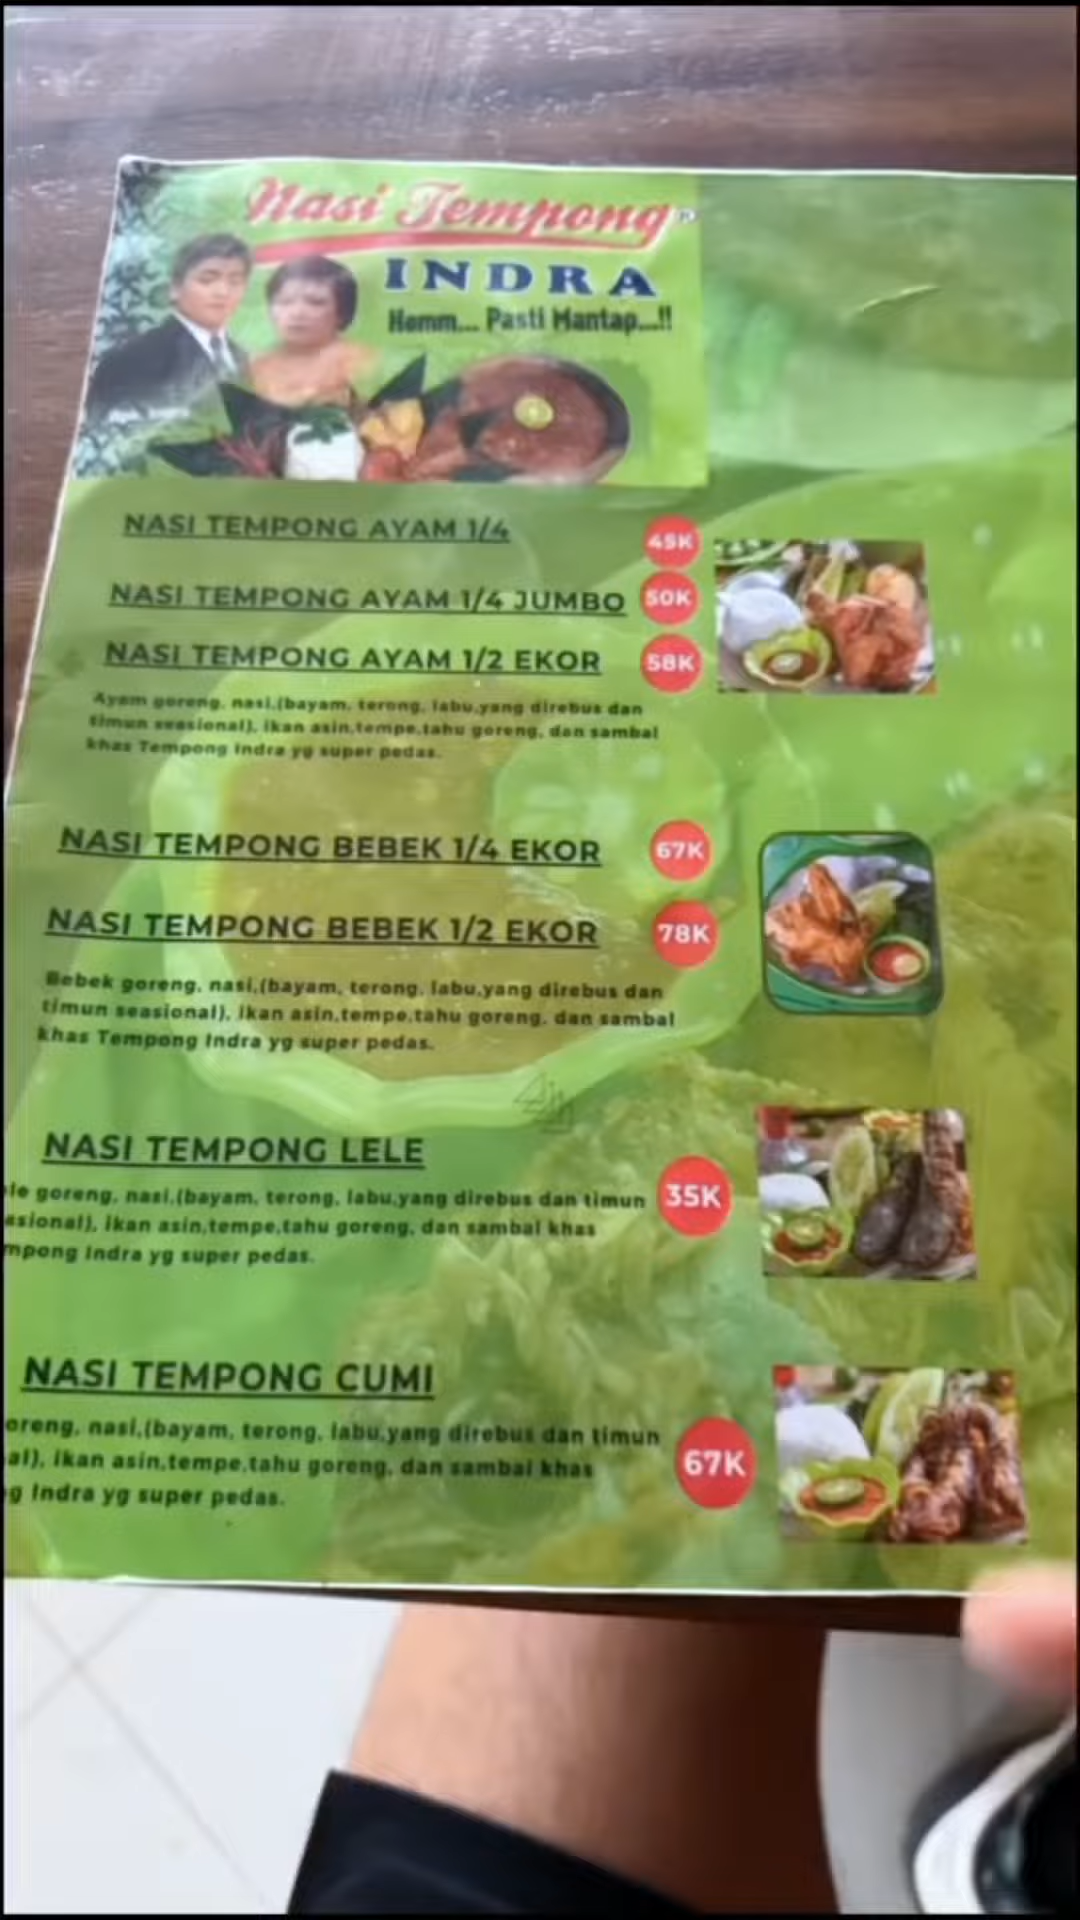 Nasi Tempong
INDRA
Hemm... Pasti Mantap...!!
NASI TEMPONG AYAM 1/4
45K
NASI TEMPONG AYAM 1/4 JUMBO
50K
NASI TEMPONG AYAM 1/2 EKOR
58K
Ayam goreng, nasi,(bayam, terong, labu,yang direbus dan
timun seasional), ikan asin,tempe,tahu goreng, dan sambal
khas Tempong Indra yg super pedas.
NASI TEMPONG BEBEK 1/4 EKOR
67K
NASI TEMPONG BEBEK 1/2 EKOR
78K
Bebek goreng, nasi,(bayam, terong, labu,yang direbus dan
timun seasional), ikan asin,tempe,tahu goreng, dan sambal
khas Tempong Indra yg super pedas.
NASI TEMPONG LELE
le goreng, nasi,(bayam, terong, labu,yang direbus dan timun
asional), ikan asin,tempe,tahu goreng, dan sambal khas
mpong Indra yg super pedas.
35K
NASI TEMPONG CUMI
oreng, nasi,(bayam, terong, labu,yang direbus dan timun
al), ikan asin,tempe,tahu goreng, dan sambal khas
g Indra yg super pedas.
67K